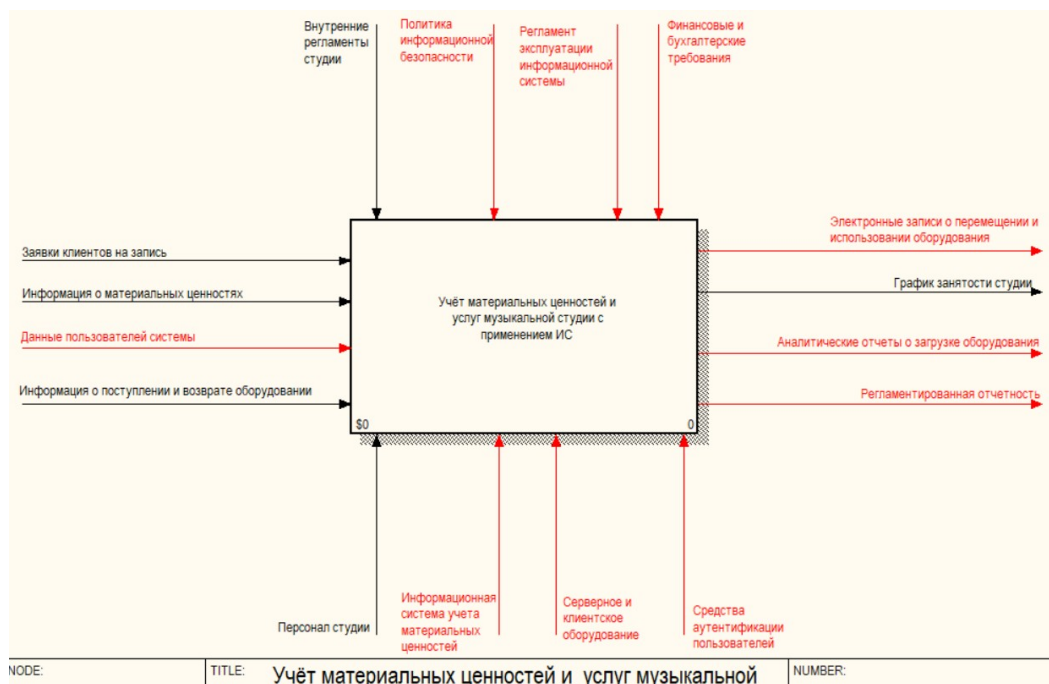 Внутренние
регламенты
студии
Политика
информационной
безопасности
Регламент
эксплуатации
информационной
системы
Финансовые и
бухгалтерские
требования
Заявки клиентов на запись
Информация о материальных ценностях
Данные пользователей системы
Информация о поступлении и возврате оборудовании
Учёт материальных ценностей и
услуг музыкальной студии с
применением ИС
$0
0
Электронные записи о перемещении и
использовании оборудования
График занятости студии
Аналитические отчеты о загрузке оборудования
Регламентированная отчетность
Персонал студии
Информационная
система учета
материальных
ценностей
Серверное и
клиентское
оборудование
Средства
аутентификации
пользователей
NODE:
TITLE:
Учёт материальных ценностей и услуг музыкальной
NUMBER: